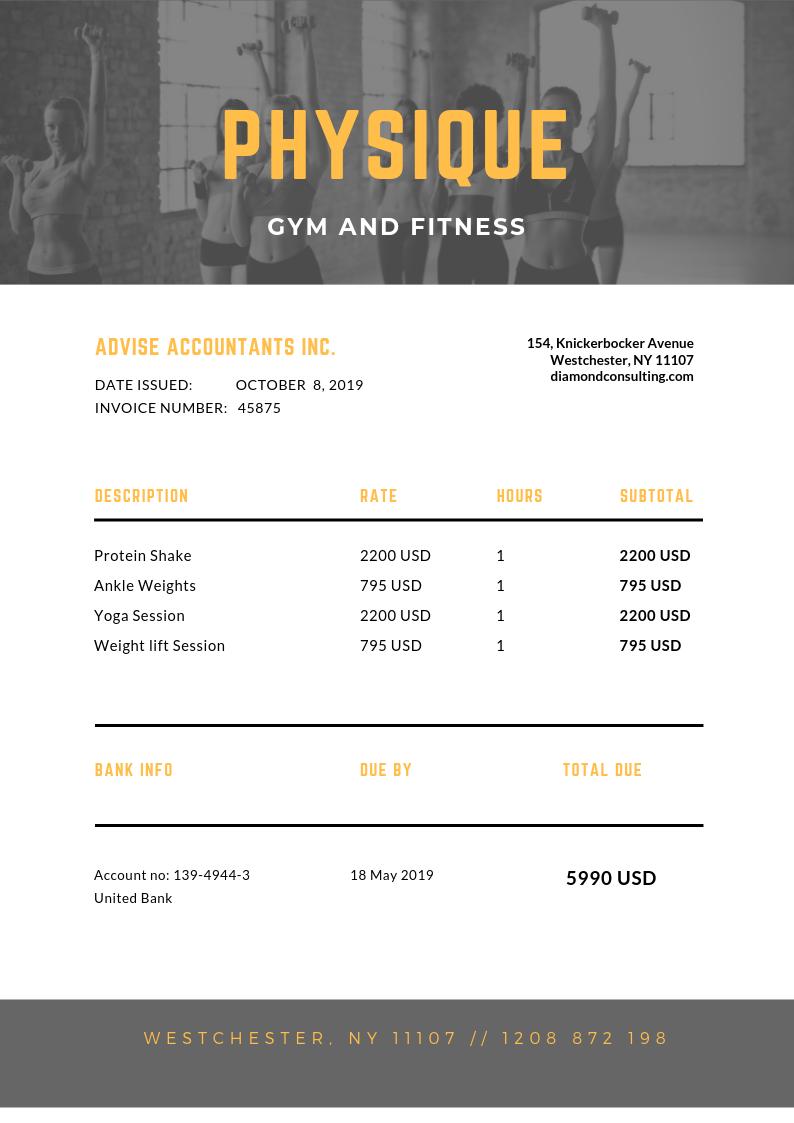 PHYSIQUE
GYM AND FITNESS
ADVISE ACCOUNTANTS INC.
DATE ISSUED: OCTOBER 8, 2019
INVOICE NUMBER: 45875
154, Knickerbocker Avenue
Westchester, NY 11107
diamondconsulting.com
DESCRIPTION RATE HOURS SUBTOTAL
Protein Shake 2200 USD 1 2200 USD
Ankle Weights 795 USD 1 795 USD
Yoga Session 2200 USD 1 2200 USD
Weight lift Session 795 USD 1 795 USD
BANK INFO DUE BY TOTAL DUE
Account no: 139-4944-3 18 May 2019 5990 USD
United Bank
WESTCHESTER, NY 11107 // 1208 872 198